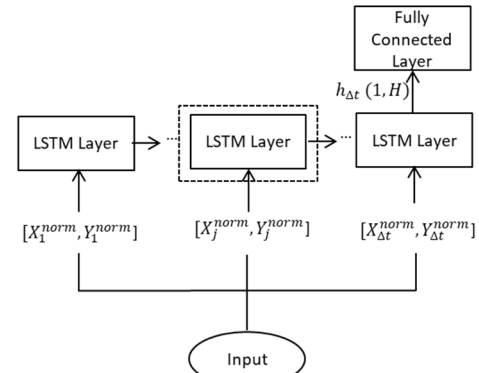 Fully
Connected
Layer
h_{Δt} (1, H)
LSTM Layer
...
LSTM Layer
...
LSTM Layer
[X_1^{norm}, Y_1^{norm}]
[X_j^{norm}, Y_j^{norm}]
[X_{Δt}^{norm}, Y_{Δt}^{norm}]
Input